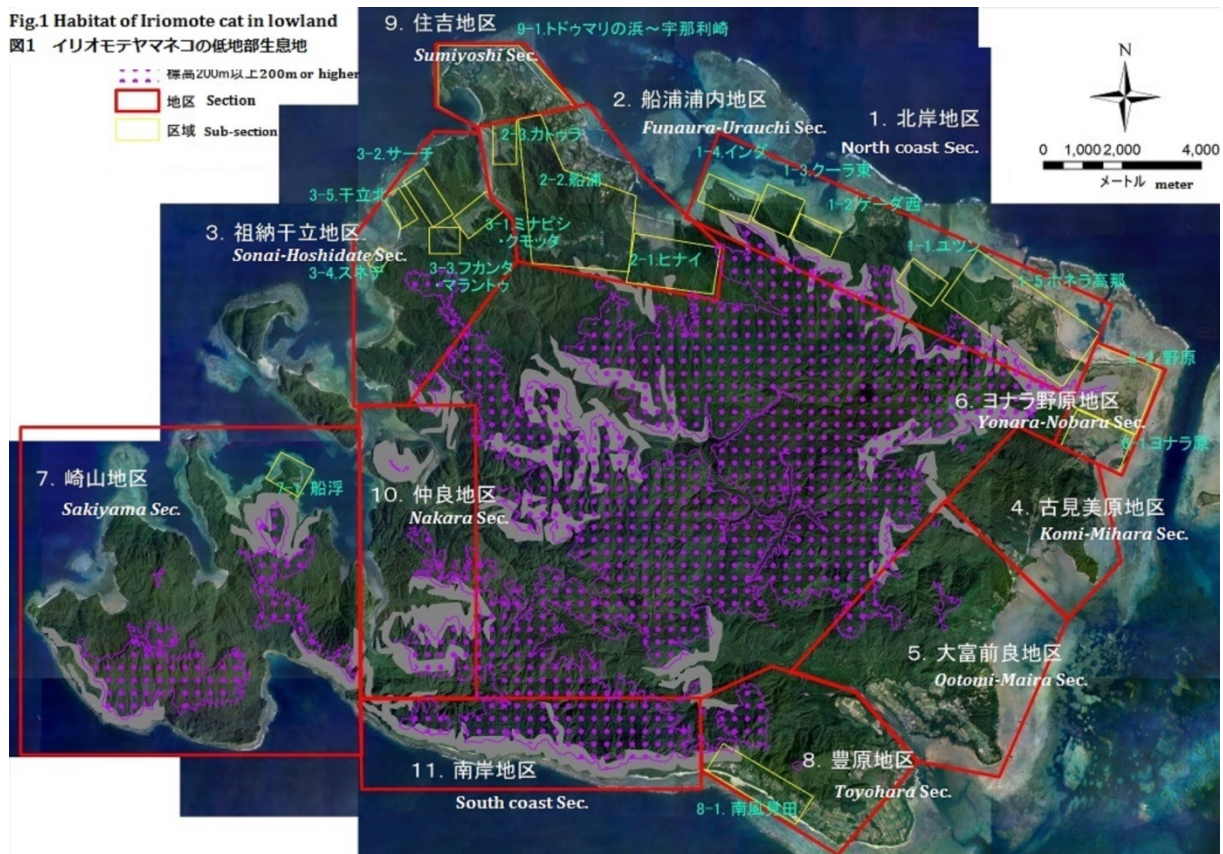 Fig.1 Habitat of Iriomote cat in lowland
図1 イリオモテヤマネコの低地部生息地
標高200m以上200m or higher
地区 Section
区域 Sub-section
9. 住吉地区
Sumiyoshi Sec.
9-1.トドゥマリの浜～宇那利崎
2. 船浦浦内地区
Funaura-Urauchi Sec.
1. 北岸地区
North coast Sec.
N
0 1,000 2,000 4,000
メートル meter
2-3.カトゥラ
2-2.船浦
2-1.ヒナイ
1-4.インダ
1-3.クーラ東
1-2.ゲーダ西
1-1.ユツン
1-5.ホネラ高那
3-2.サーチ
3-5.干立北
3-1.ミナピシ
・クモッタ
3. 祖納干立地区
Sonai-Hoshidate Sec.
3-4.スネヂ
3-3.フカンタ
・マラントゥ
野原
6. ヨナラ野原地区
Yonara-Nobara Sec.
6-1.ヨナラ原
7. 崎山地区
Sakiyama Sec.
7-1. 船浮
10. 仲良地区
Nakara Sec.
4. 古見美原地区
Komi-Mihara Sec.
5. 大富前良地区
Ootomi-Maira Sec.
8. 豊原地区
Toyohara Sec.
8-1. 南風見田
11. 南岸地区
South coast Sec.